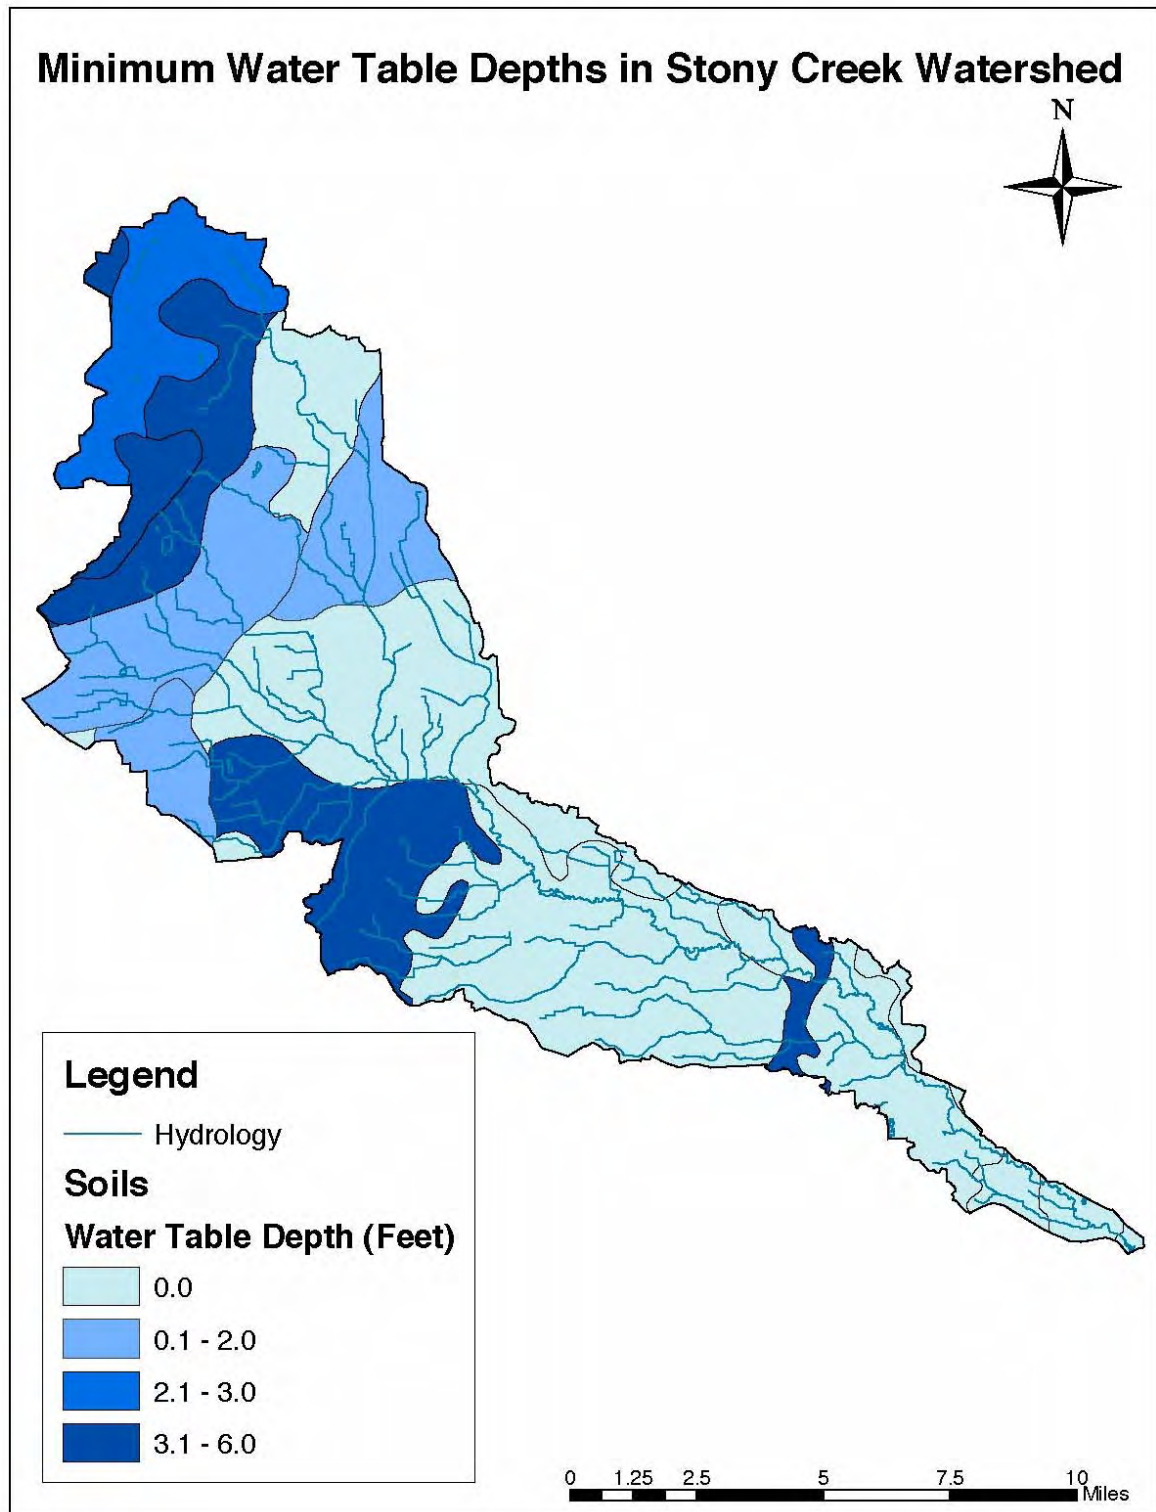 Minimum Water Table Depths in Stony Creek Watershed
N
Legend
Hydrology
Soils
Water Table Depth (Feet)
0.0
0.1 - 2.0
2.1 - 3.0
3.1 - 6.0
0 1.25 2.5 5 7.5 10
Miles